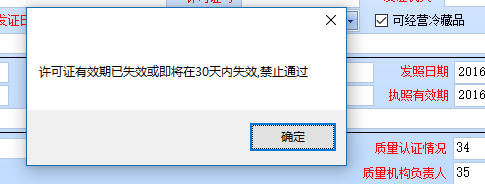 发证日
可经营冷藏品
许可证有效期已失效或即将在30天内失效,禁止通过
发照日期 2016
执照有效期 2016
确定
质量认证情况 34
质量机构负责人 35